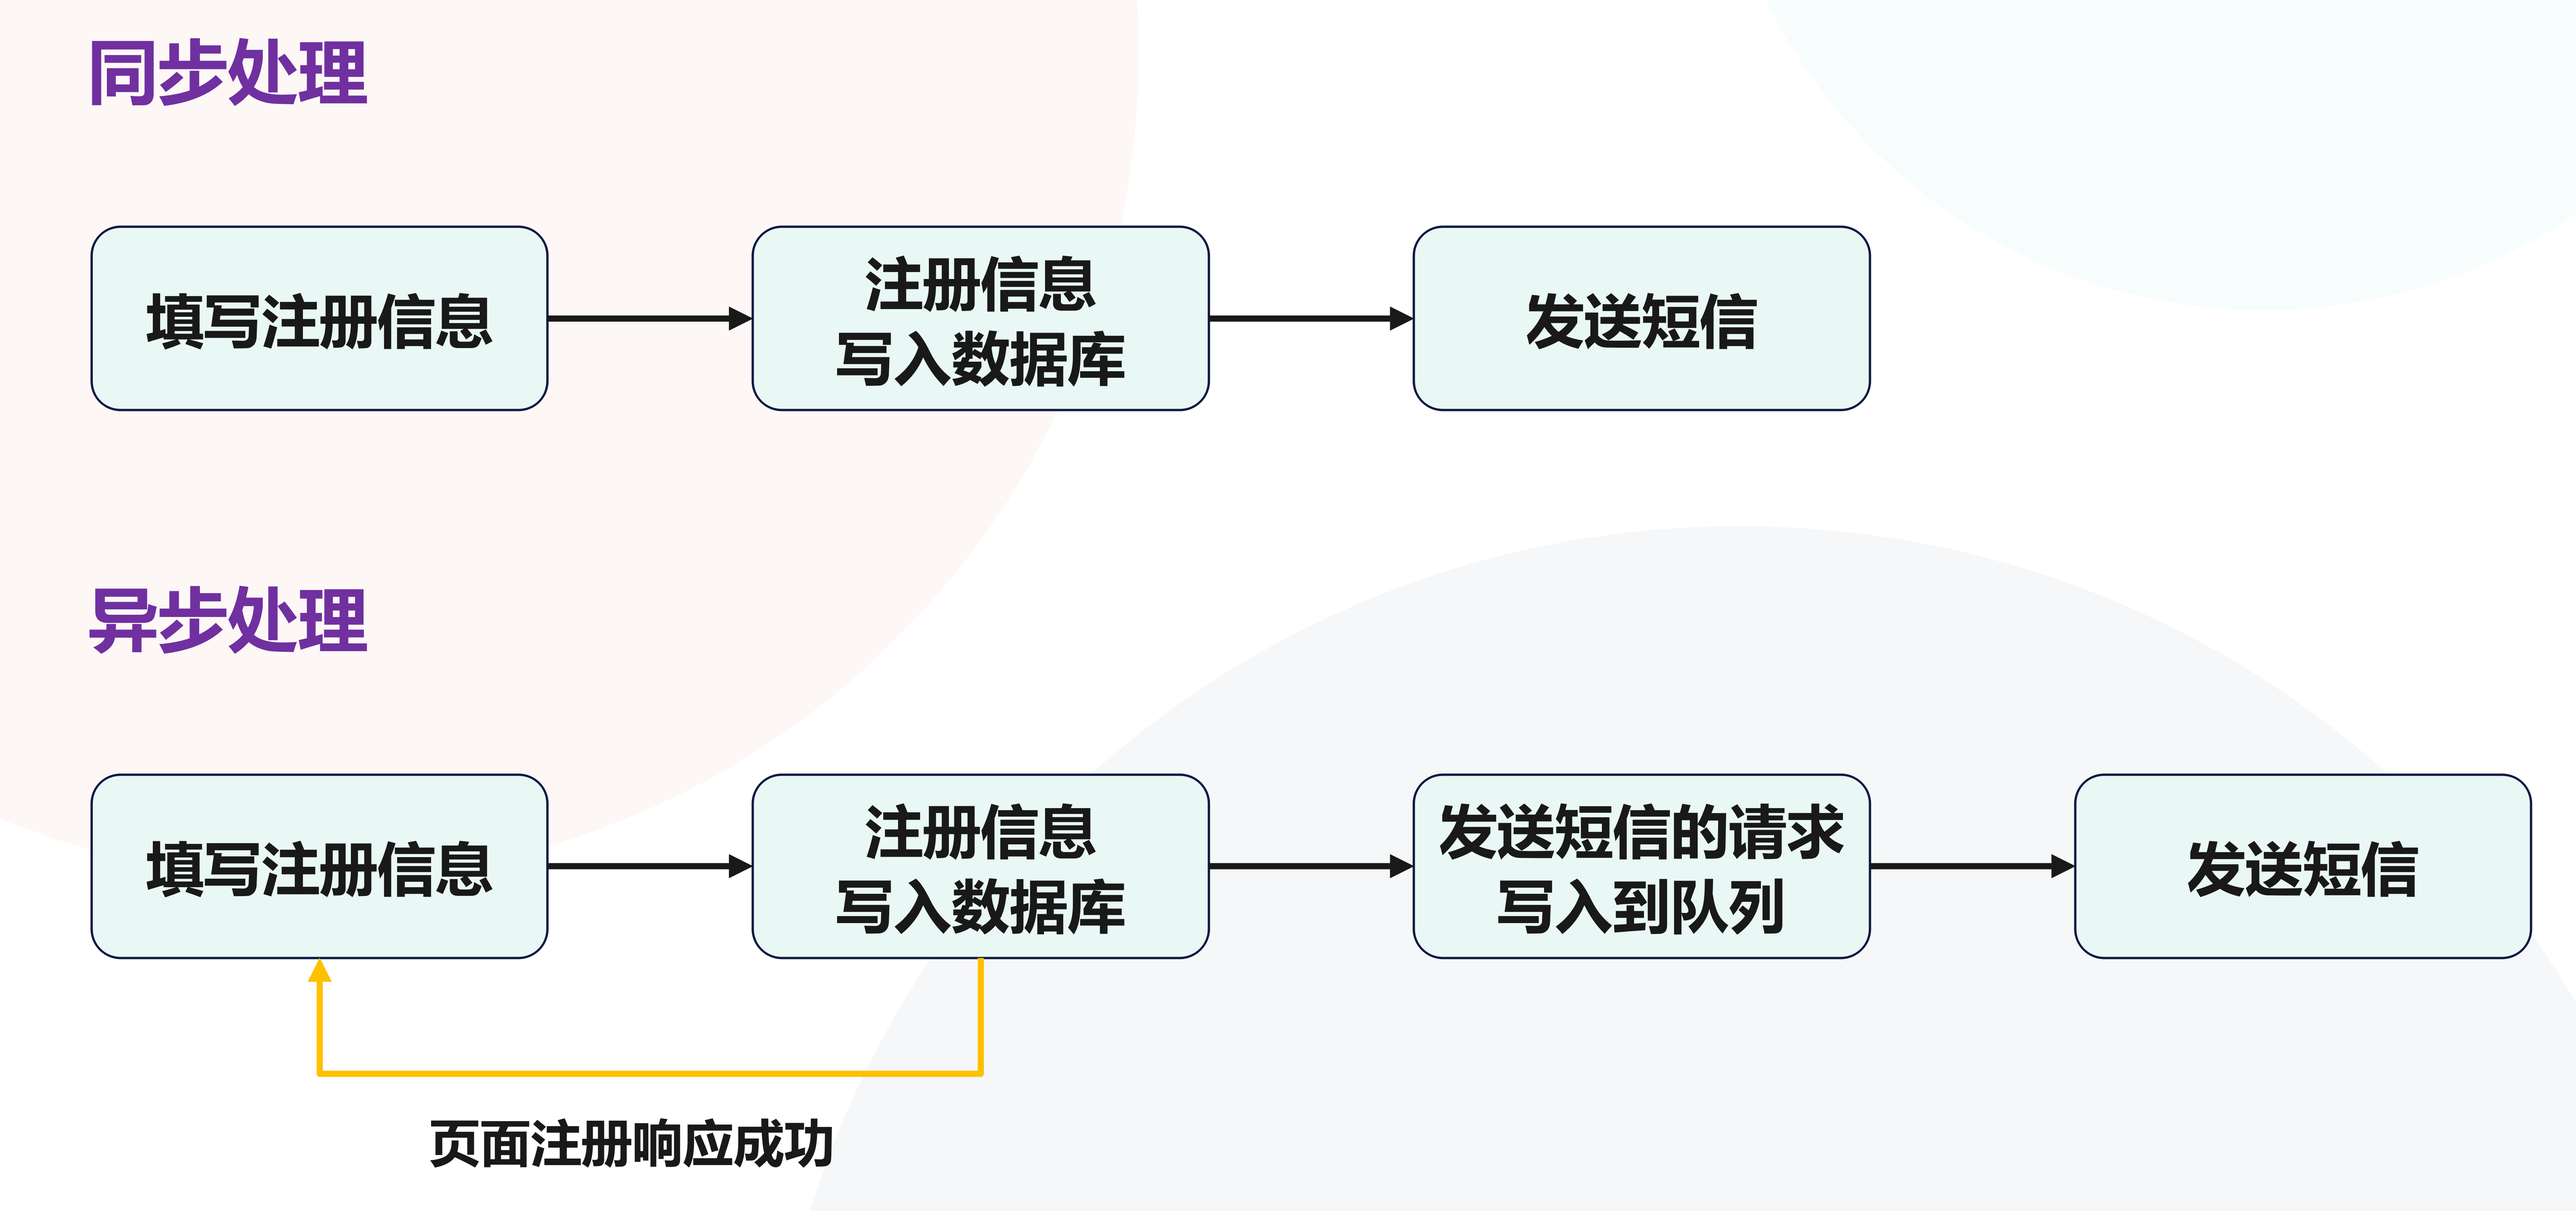 同步处理
填写注册信息
注册信息
写入数据库
发送短信
异步处理
填写注册信息
注册信息
写入数据库
发送短信的请求
写入到队列
发送短信
页面注册响应成功